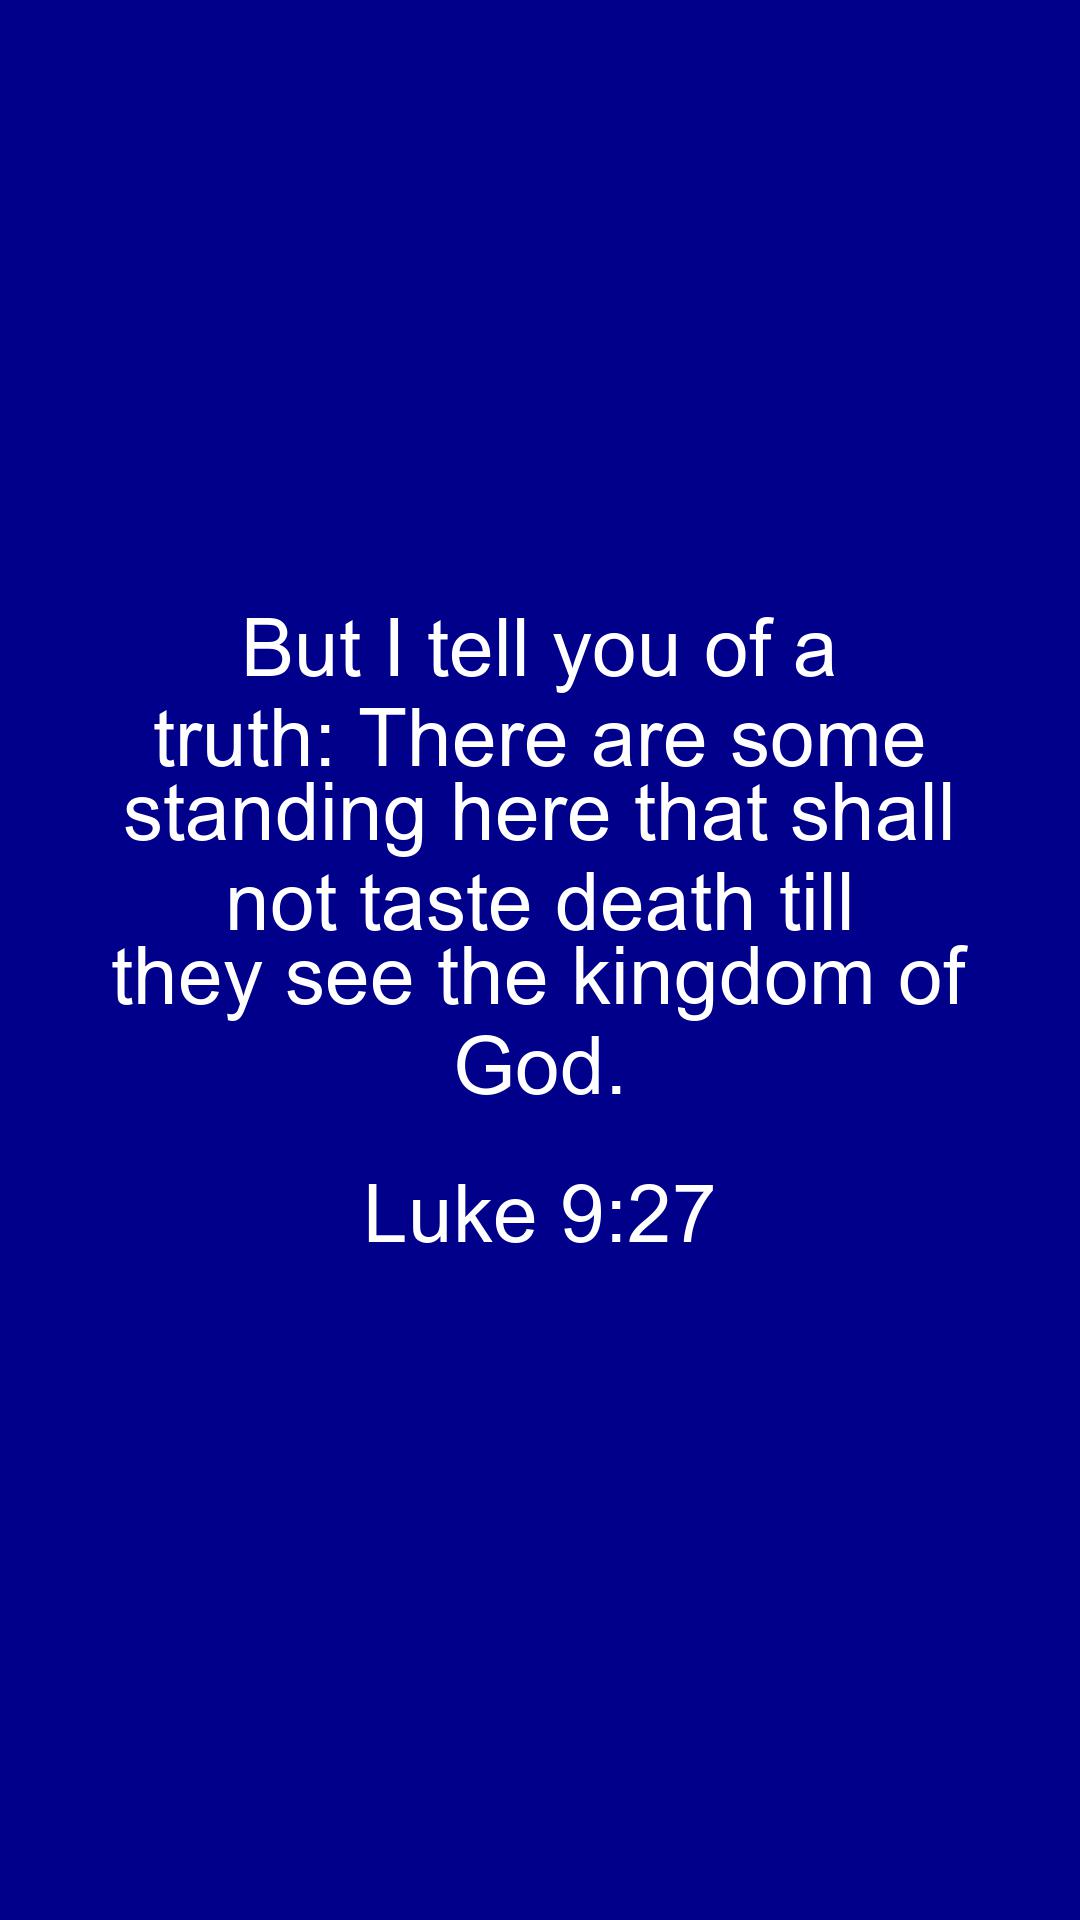 But I tell you of a
truth: There are some
standing here that shall
not taste death till
they see the kingdom of
God.
Luke 9:27